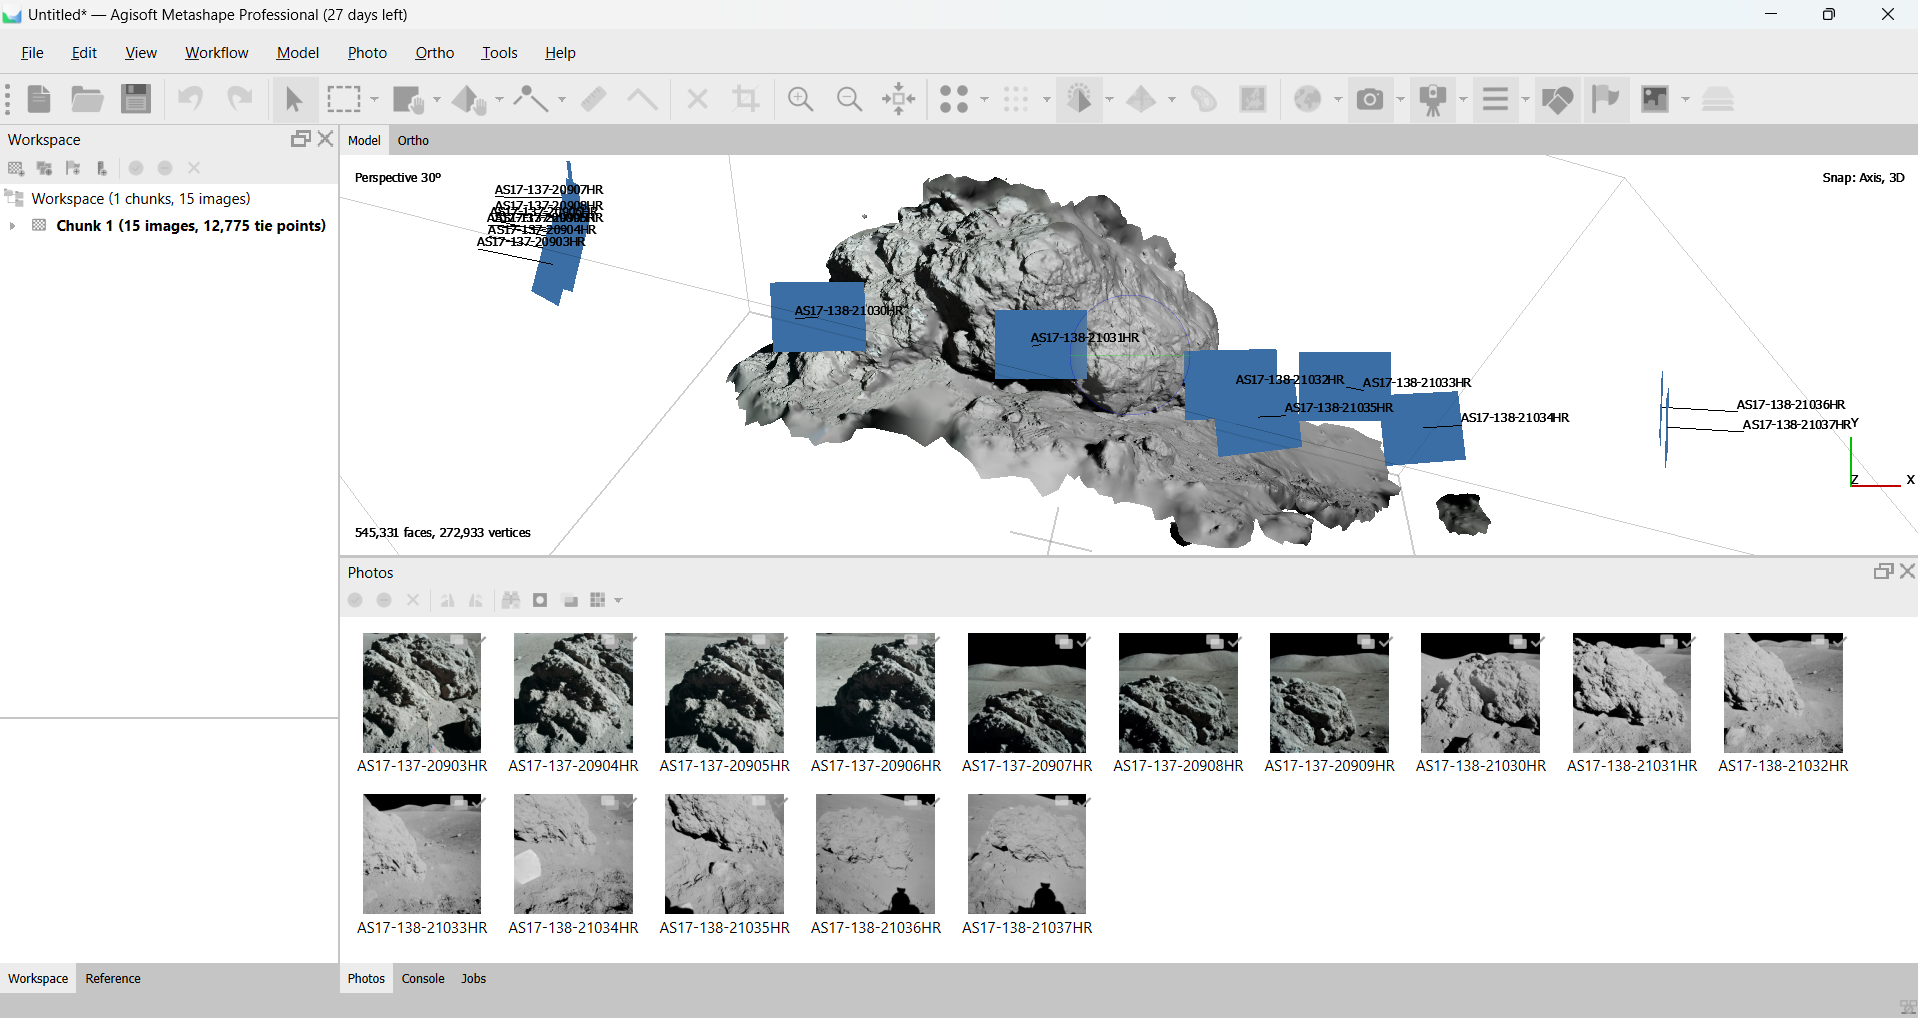 Untitled* — Agisoft Metashape Professional (27 days left)
File Edit View Workflow Model Photo Ortho Tools Help
Workspace
Workspace (1 chunks, 15 images)
Chunk 1 (15 images, 12,775 tie points)
Model Ortho
Perspective 30°
Snap: Axis, 3D
AS17-137-20907HR
AS17-137-20908HR
AS17-137-20904HR
AS17-137-20903HR
AS17-138-21030HR
AS17-138-21031HR
AS17-138-21032HR
AS17-138-21033HR
AS17-138-21035HR
AS17-138-21034HR
AS17-138-21036HR
AS17-138-21037HR
Y
Z
X
545,331 faces, 272,933 vertices
Photos
AS17-137-20903HR AS17-137-20904HR AS17-137-20905HR AS17-137-20906HR AS17-137-20907HR AS17-137-20908HR AS17-137-20909HR AS17-138-21030HR AS17-138-21031HR AS17-138-21032HR
AS17-138-21033HR AS17-138-21034HR AS17-138-21035HR AS17-138-21036HR AS17-138-21037HR
Workspace Reference
Photos Console Jobs